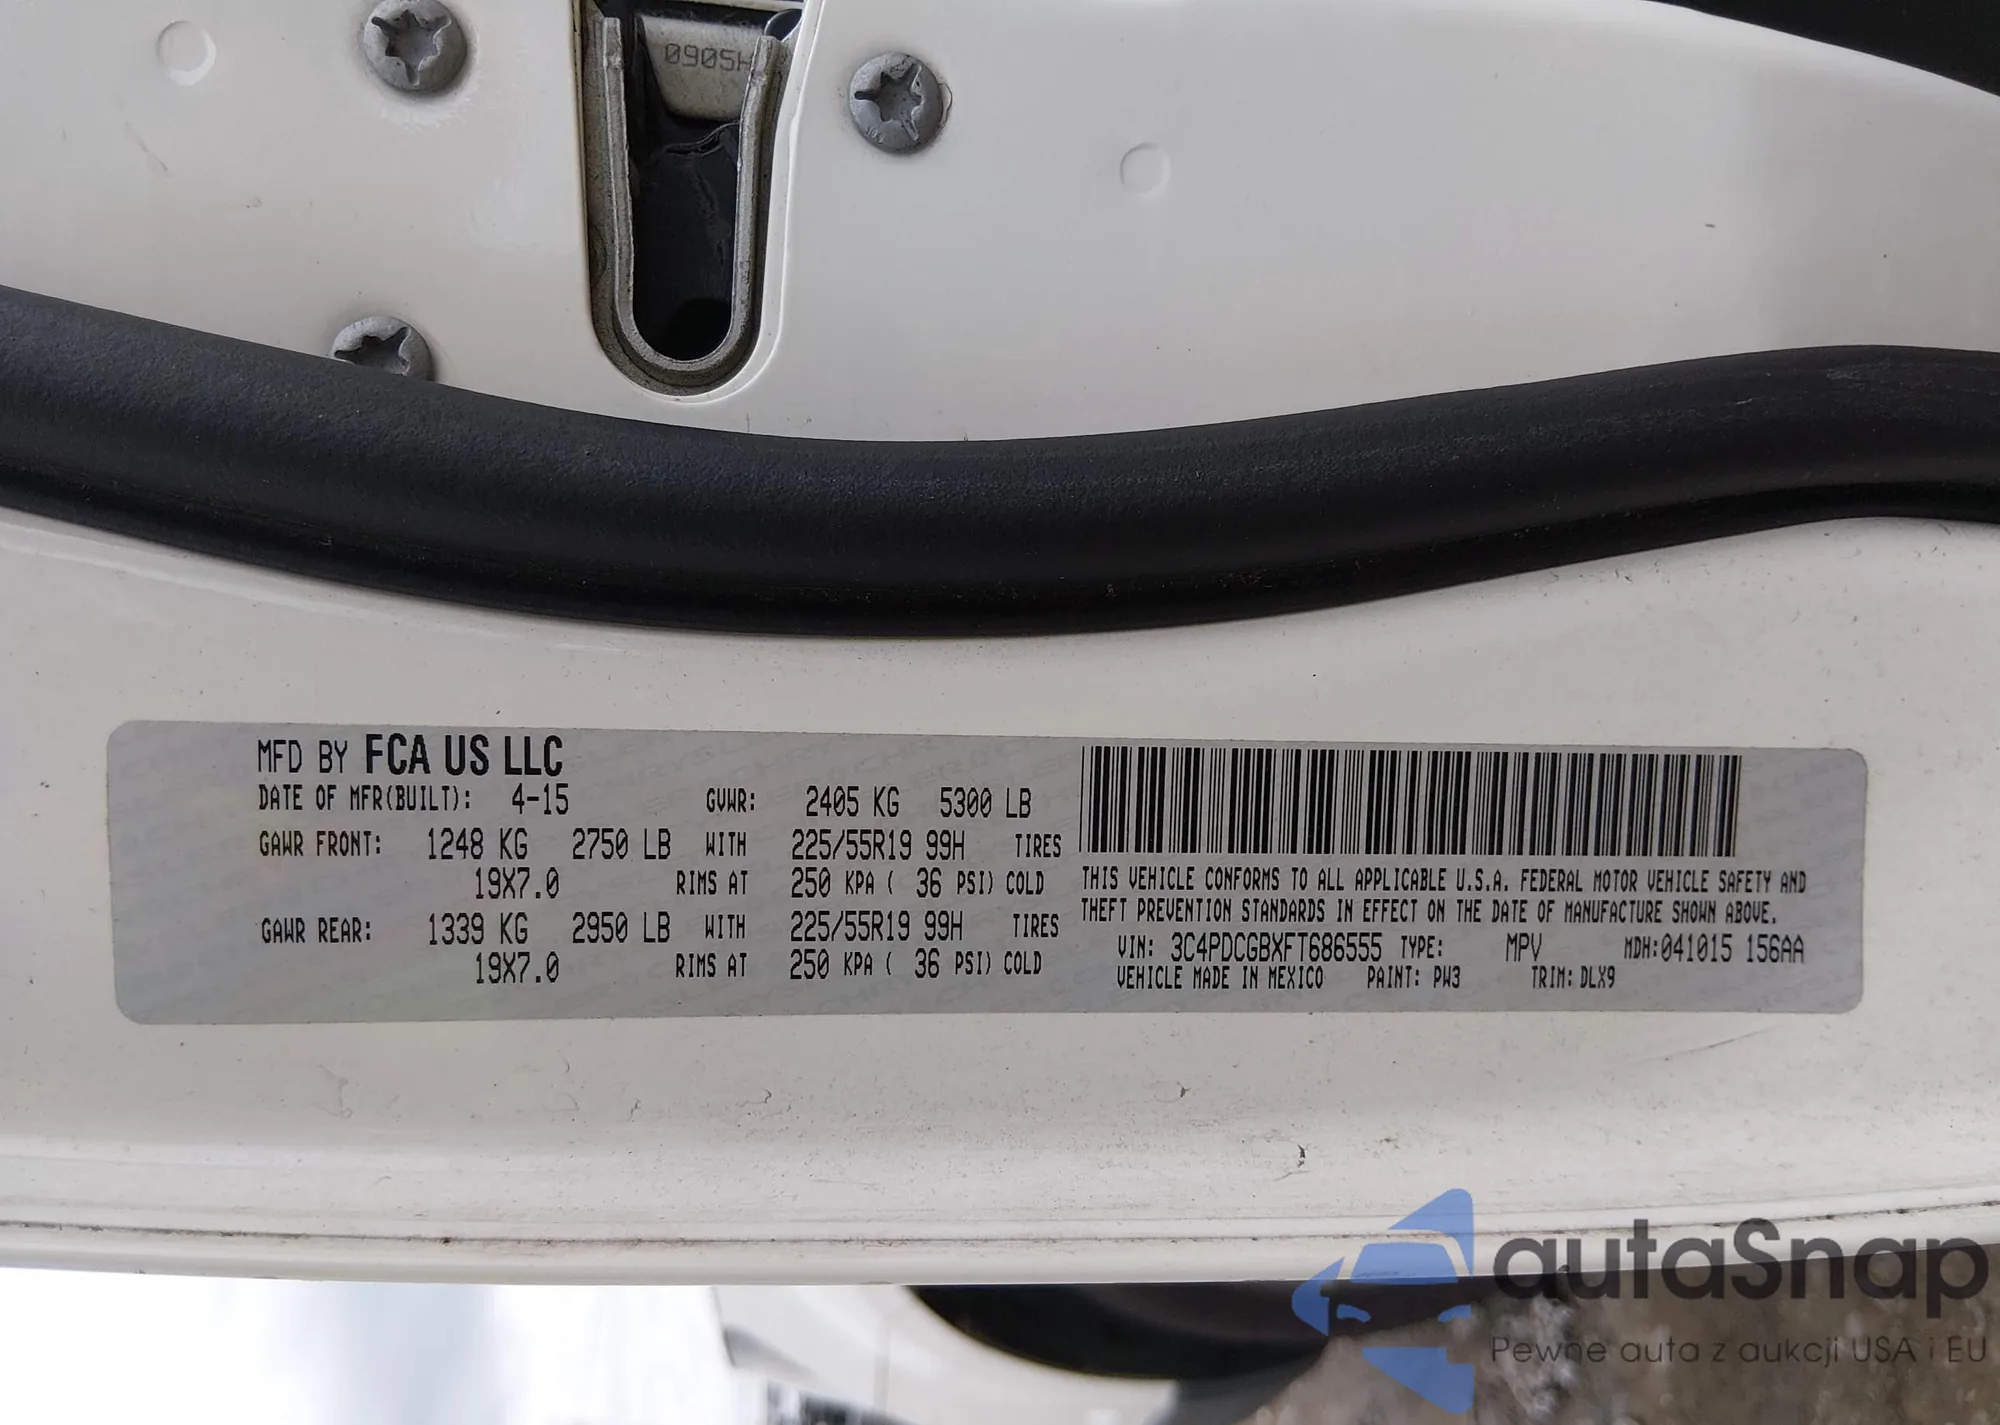 0905H
MFD BY FCA US LLC
DATE OF MFR(BUILT): 4-15 GVWR: 2405 KG 5300 LB
GAWR FRONT: 1248 KG 2750 LB WITH 225/55R19 99H TIRES
19X7.0 RIMS AT 250 KPA ( 36 PSI) COLD
GAWR REAR: 1339 KG 2950 LB WITH 225/55R19 99H TIRES
19X7.0 RIMS AT 250 KPA ( 36 PSI) COLD
THIS VEHICLE CONFORMS TO ALL APPLICABLE U.S.A. FEDERAL MOTOR VEHICLE SAFETY AND
THEFT PREVENTION STANDARDS IN EFFECT ON THE DATE OF MANUFACTURE SHOWN ABOVE.
VIN: 3C4PDCGBXFT686555 TYPE: MPV MDH:041015 156AA
VEHICLE MADE IN MEXICO PAINT: PW3 TRIM: DLX9
autaSnap
Pewne auta z aukcji USA i EU